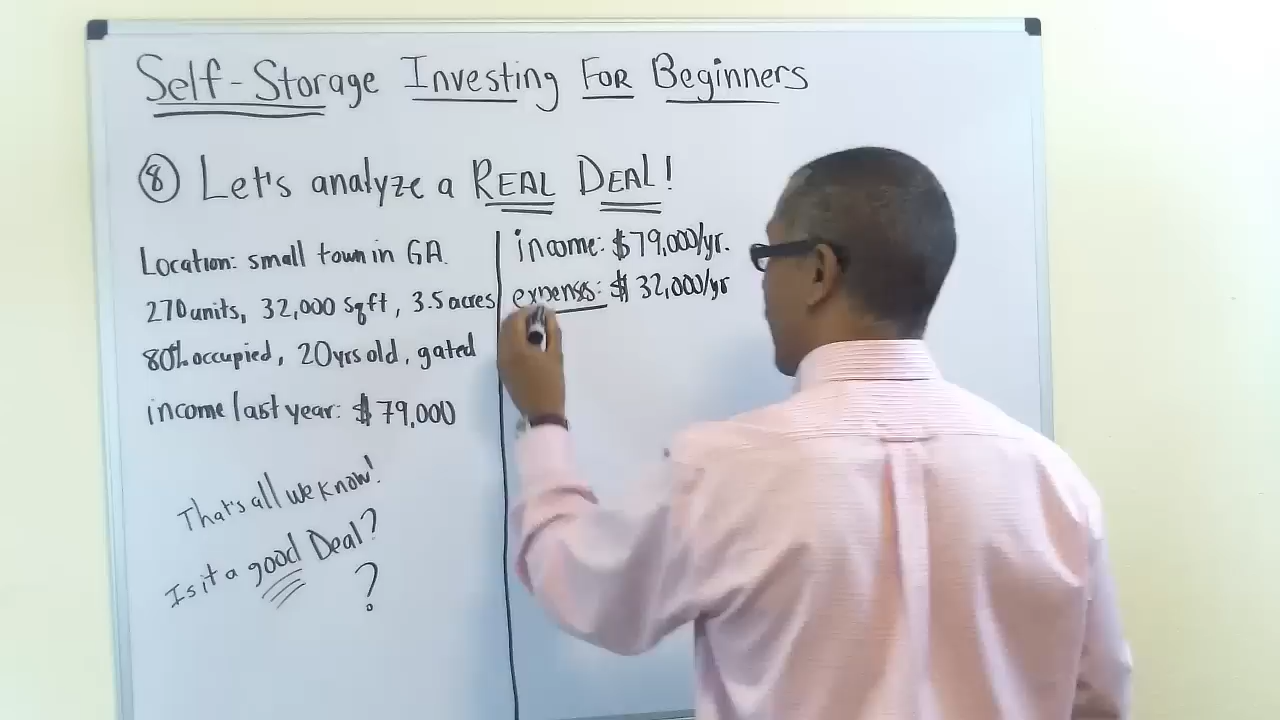 Self-Storage Investing For Beginners
8 Let's analyze a REAL DEAL!
Location: small town in GA.
270 units, 32,000 sqft, 3.5 acres
80% occupied, 20 yrs old, gated
income last year: $79,000
That's all we know!
Is it a good Deal?
?
income: $79,000/yr.
expenses: $32,000/yr